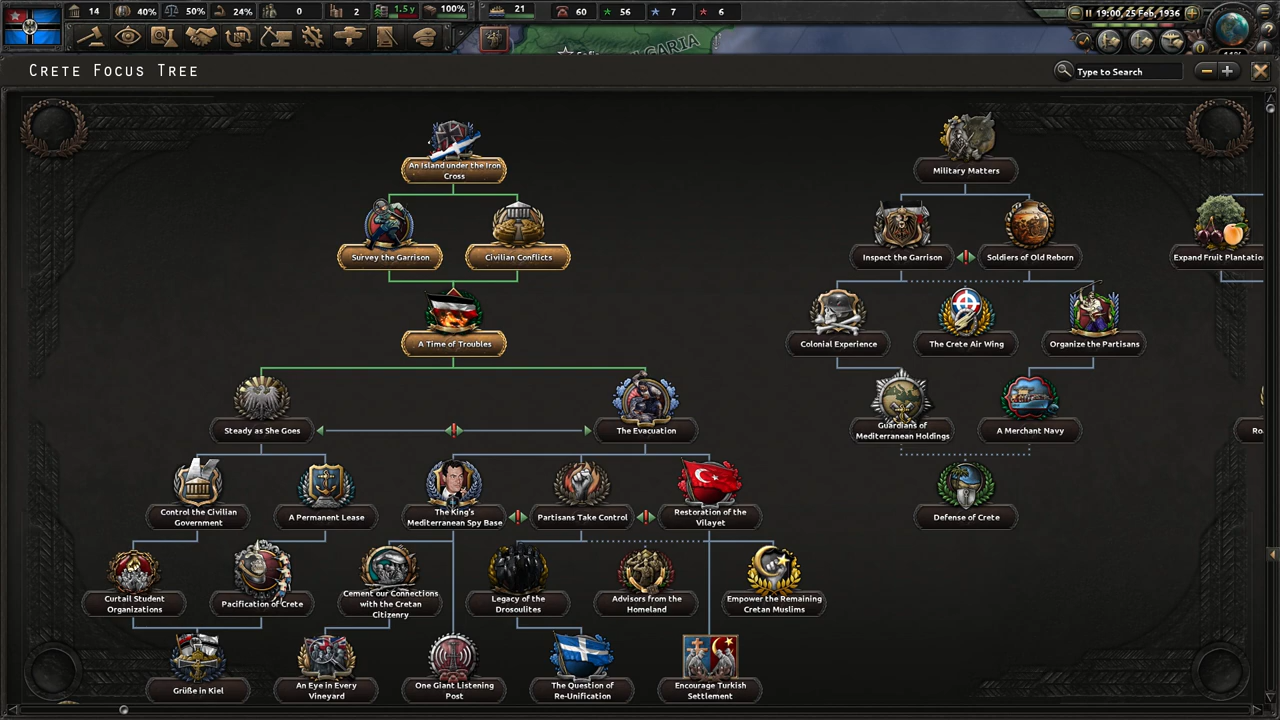 14
40%
50%
24%
0
2
1.5 y
100%
21
60
56
7
6
19:00, 25 Feb, 1936
Crete Focus Tree
Type to Search
An Island under the Iron
Cross
Military Matters
Survey the Garrison
Civilian Conflicts
Inspect the Garrison
Soldiers of Old Reborn
Expand Fruit Plantatio
A Time of Troubles
Colonial Experience
The Crete Air Wing
Organize the Partisans
Steady as She Goes
The Evacuation
Guardians of
Mediterranean Holdings
A Merchant Navy
Ro
Control the Civilian
Government
A Permanent Lease
The King's
Mediterranean Spy Base
Partisans Take Control
Restoration of the
Vilayet
Defense of Crete
Curtail Student
Organizations
Pacification of Crete
Cement our Connections
with the Cretan
Citizenry
Legacy of the
Drosoulites
Advisors from the
Homeland
Empower the Remaining
Cretan Muslims
Grüße in Kiel
An Eye in Every
Vineyard
One Giant Listening
Post
The Question of
Re-Unification
Encourage Turkish
Settlement